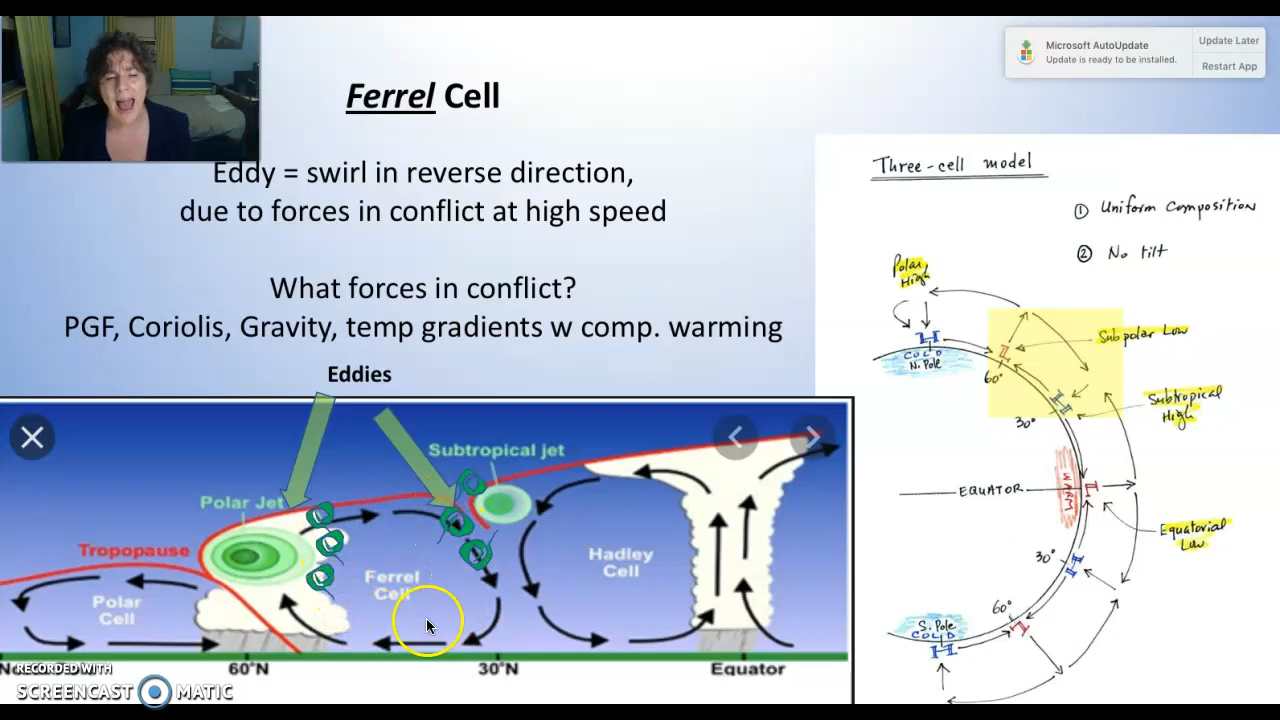 Microsoft AutoUpdate
Update is ready to be installed.
Update Later
Restart App
Ferrel Cell
Eddy = swirl in reverse direction,
due to forces in conflict at high speed
What forces in conflict?
PGF, Coriolis, Gravity, temp gradients w comp. warming
Eddies
Subtropical jet
Polar Jet
Tropopause
Polar
Cell
Ferrel
Cell
Hadley
Cell
60°N
30°N
Equator
RECORDED WITH
SCREENCAST MATIC
Three-cell model
① Uniform Composition
② No tilt
Polar
High
H
COLD
N. Pole
L
60°
Subpolar Low
H
30°
Subtropical
High
EQUATOR
WARM
L
Equatorial
Low
30°
H
60°
L
S. Pole
COLD
H